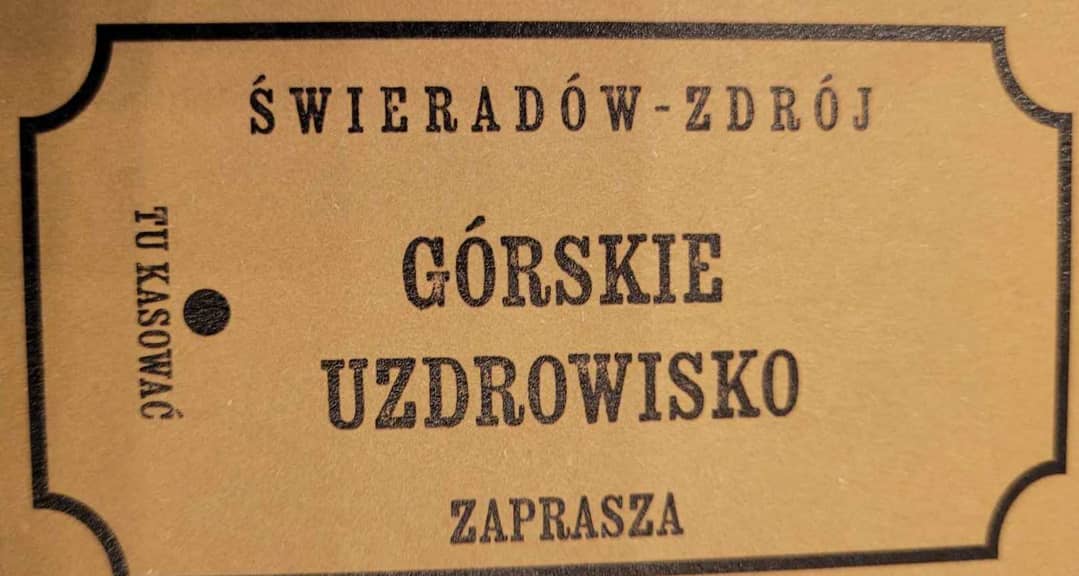 ŚWIERADÓW-ZDRÓJ
TU KASOWAĆ
GÓRSKIE
UZDROWISKO
ZAPRASZA